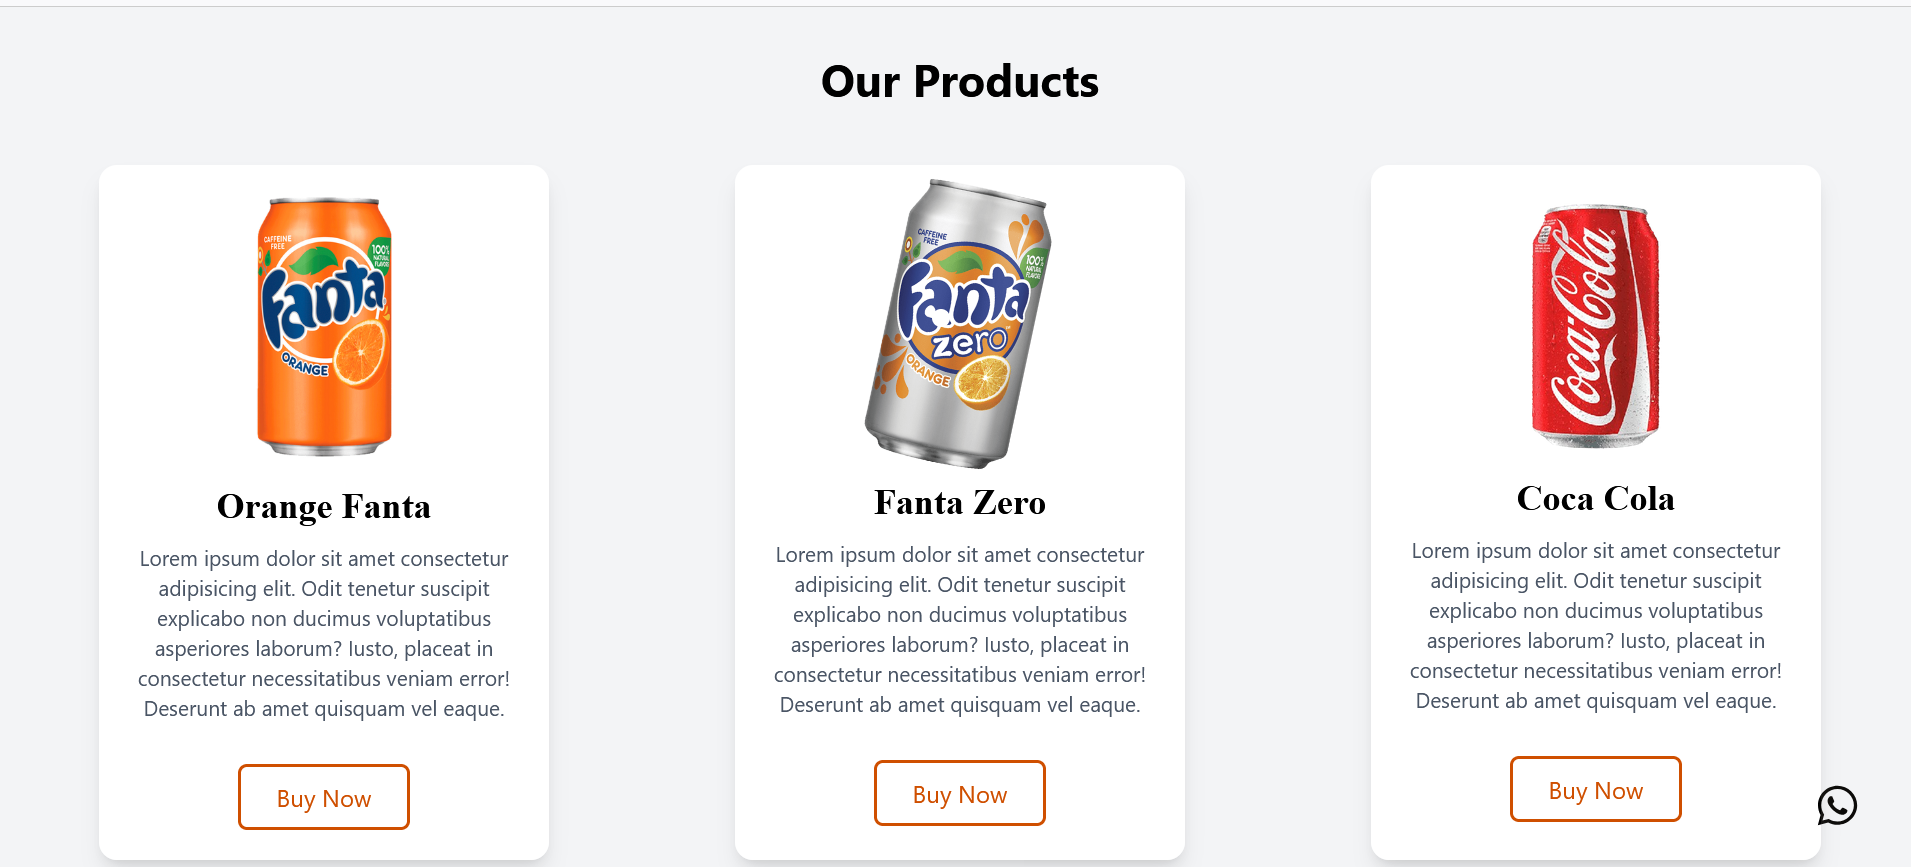 Our Products
CAFFEINE
FREE
100%
NATURAL
FLAVORS
Fanta
ORANGE
Orange Fanta
Lorem ipsum dolor sit amet consectetur
adipisicing elit. Odit tenetur suscipit
explicabo non ducimus voluptatibus
asperiores laborum? Iusto, placeat in
consectetur necessitatibus veniam error!
Deserunt ab amet quisquam vel eaque.
Buy Now
CAFFEINE
FREE
100%
NATURAL
FLAVORS
Fanta
zero
ORANGE
Fanta Zero
Lorem ipsum dolor sit amet consectetur
adipisicing elit. Odit tenetur suscipit
explicabo non ducimus voluptatibus
asperiores laborum? Iusto, placeat in
consectetur necessitatibus veniam error!
Deserunt ab amet quisquam vel eaque.
Buy Now
Coca-Cola
Coca Cola
Lorem ipsum dolor sit amet consectetur
adipisicing elit. Odit tenetur suscipit
explicabo non ducimus voluptatibus
asperiores laborum? Iusto, placeat in
consectetur necessitatibus veniam error!
Deserunt ab amet quisquam vel eaque.
Buy Now